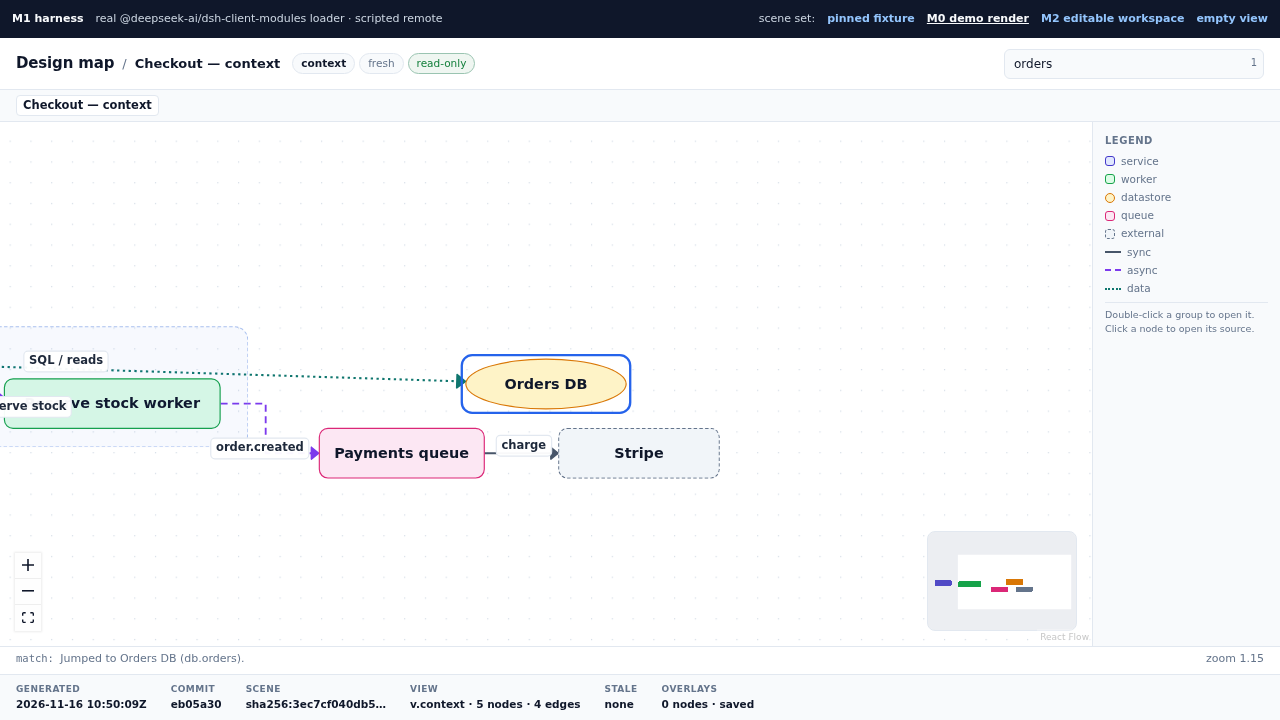 M1 harness real @deepseek-ai/dsh-client-modules loader · scripted remote scene set: pinned fixture M0 demo render M2 editable workspace empty view
Design map / Checkout — context context fresh read-only orders 1
Checkout — context
LEGEND
service
worker
datastore
queue
external
sync
async
data
Double-click a group to open it.
Click a node to open its source.
SQL / reads
Orders DB
erve stock ve stock worker
order.created
Payments queue
charge
Stripe
React Flow
match: Jumped to Orders DB (db.orders). zoom 1.15
GENERATED COMMIT SCENE VIEW STALE OVERLAYS
2026-11-16 10:50:09Z eb05a30 sha256:3ec7cf040db5… v.context · 5 nodes · 4 edges none 0 nodes · saved